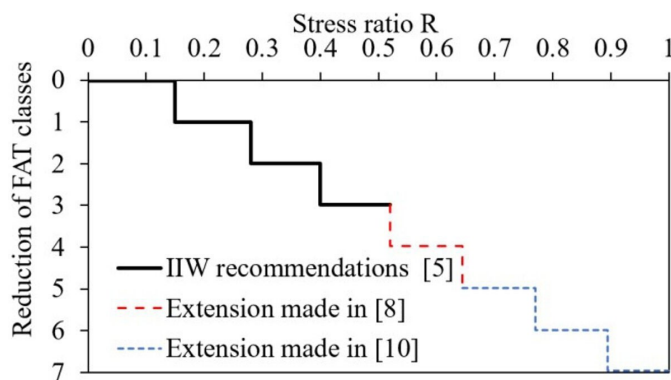 Stress ratio R
0 0.1 0.2 0.3 0.4 0.5 0.6 0.7 0.8 0.9 1
Reduction of FAT classes
0
1
2
3
4
5
6
7
IIW recommendations [5]
Extension made in [8]
Extension made in [10]